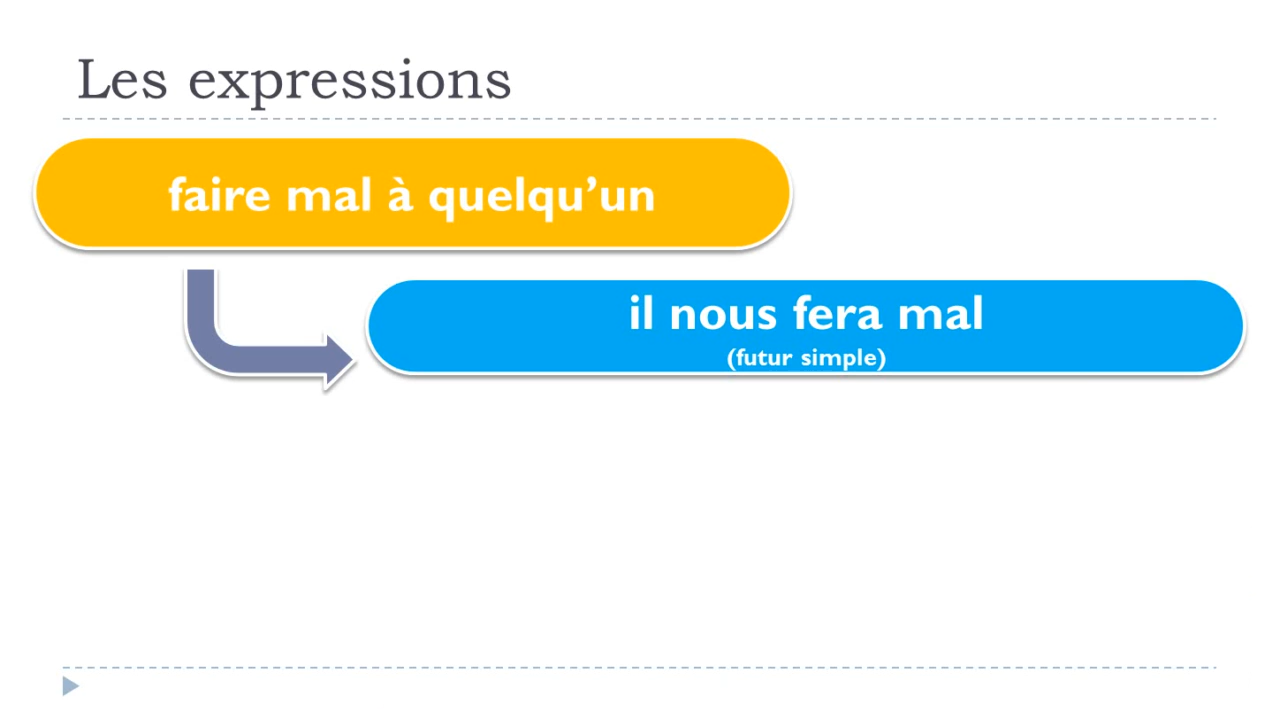 Les expressions
faire mal à quelqu’un
il nous fera mal
(futur simple)